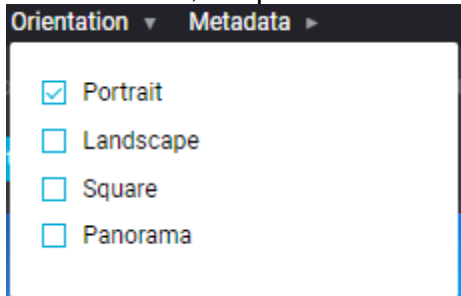 Orientation ▼ Metadata ►
Portrait
Landscape
Square
Panorama